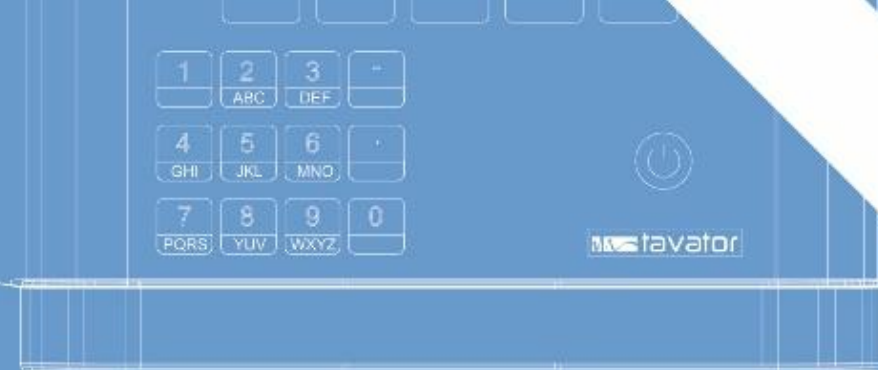 1 2 3 -
ABC DEF
4 5 6 .
GHI JKL MNO
7 8 9 0
PQRS YUV WXYZ
tavator